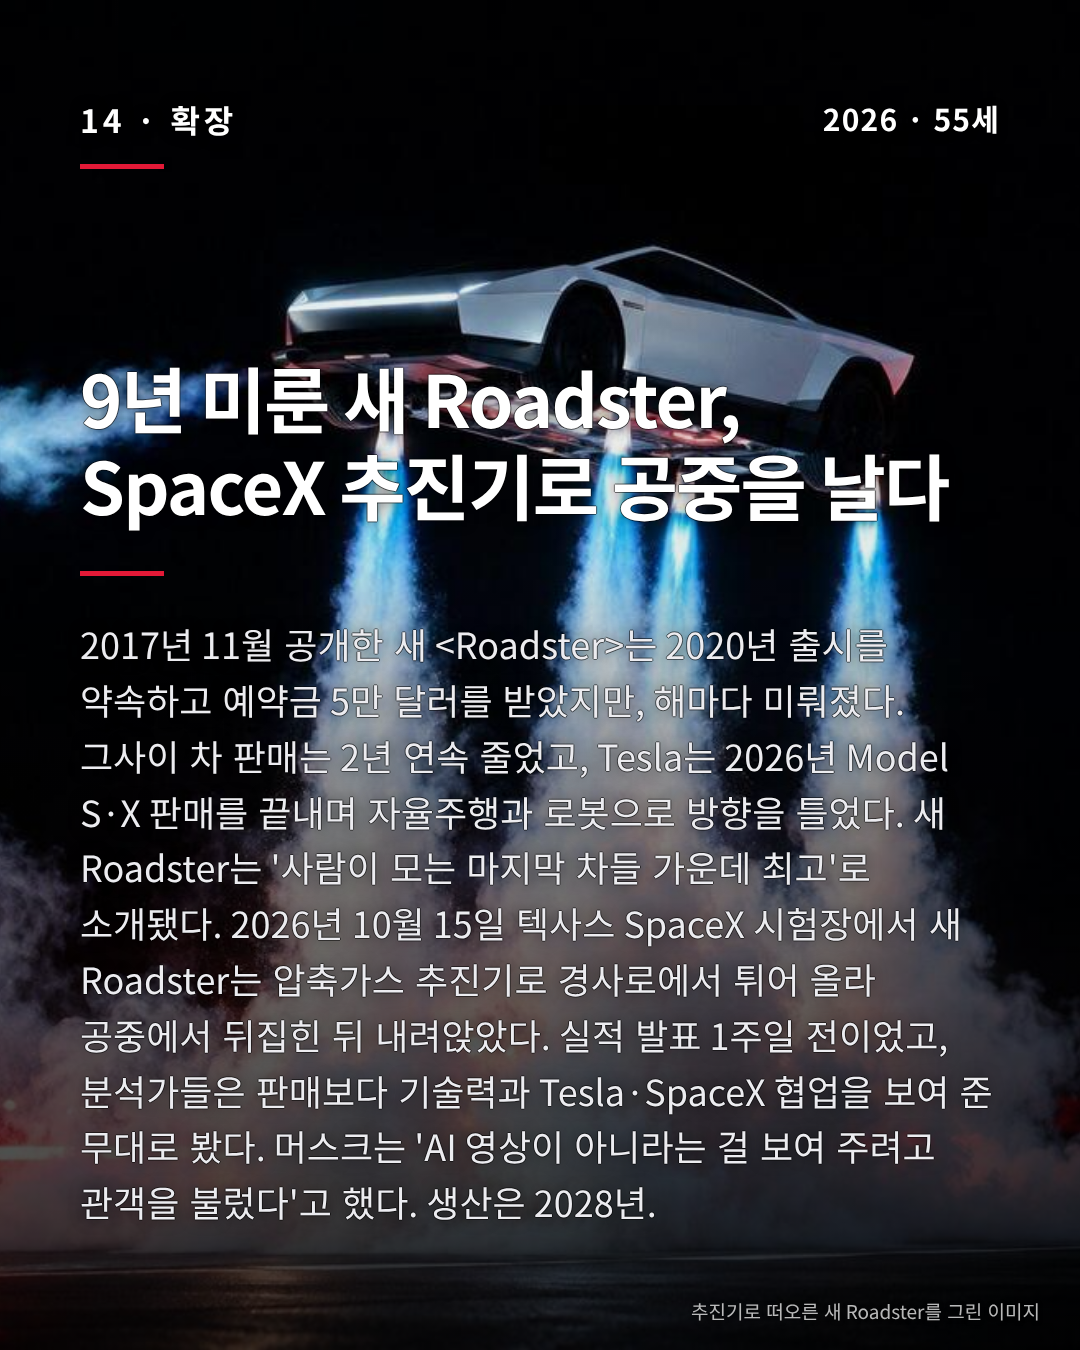 14 · 확장
2026 · 55세
9년 미룬 새 Roadster,
SpaceX 추진기로 공중을 날다
2017년 11월 공개한 새 <Roadster>는 2020년 출시를
약속하고 예약금 5만 달러를 받았지만, 해마다 미뤄졌다.
그사이 차 판매는 2년 연속 줄었고, Tesla는 2026년 Model
S·X 판매를 끝내며 자율주행과 로봇으로 방향을 틀었다. 새
Roadster는 '사람이 모는 마지막 차들 가운데 최고'로
소개됐다. 2026년 10월 15일 텍사스 SpaceX 시험장에서 새
Roadster는 압축가스 추진기로 경사로에서 튀어 올라
공중에서 뒤집힌 뒤 내려앉았다. 실적 발표 1주일 전이었고,
분석가들은 판매보다 기술력과 Tesla·SpaceX 협업을 보여 준
무대로 봤다. 머스크는 'AI 영상이 아니라는 걸 보여 주려고
관객을 불렀다'고 했다. 생산은 2028년.
추진기로 떠오른 새 Roadster를 그린 이미지